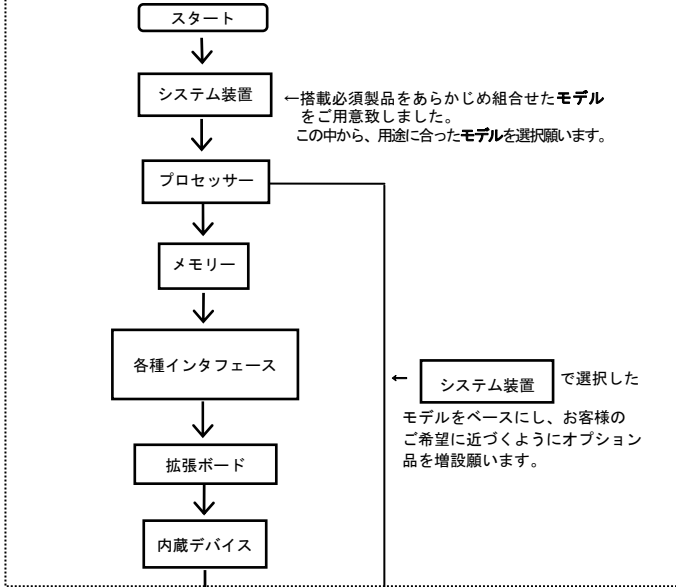 スタート
システム装置
←搭載必須製品をあらかじめ組合せたモデル
をご用意致しました。
この中から、用途に合ったモデルを選択願います。
プロセッサー
メモリー
各種インタフェース
← システム装置 で選択した
モデルをベースにし、お客様の
ご希望に近づくようにオプション
品を増設願います。
拡張ボード
内蔵デバイス